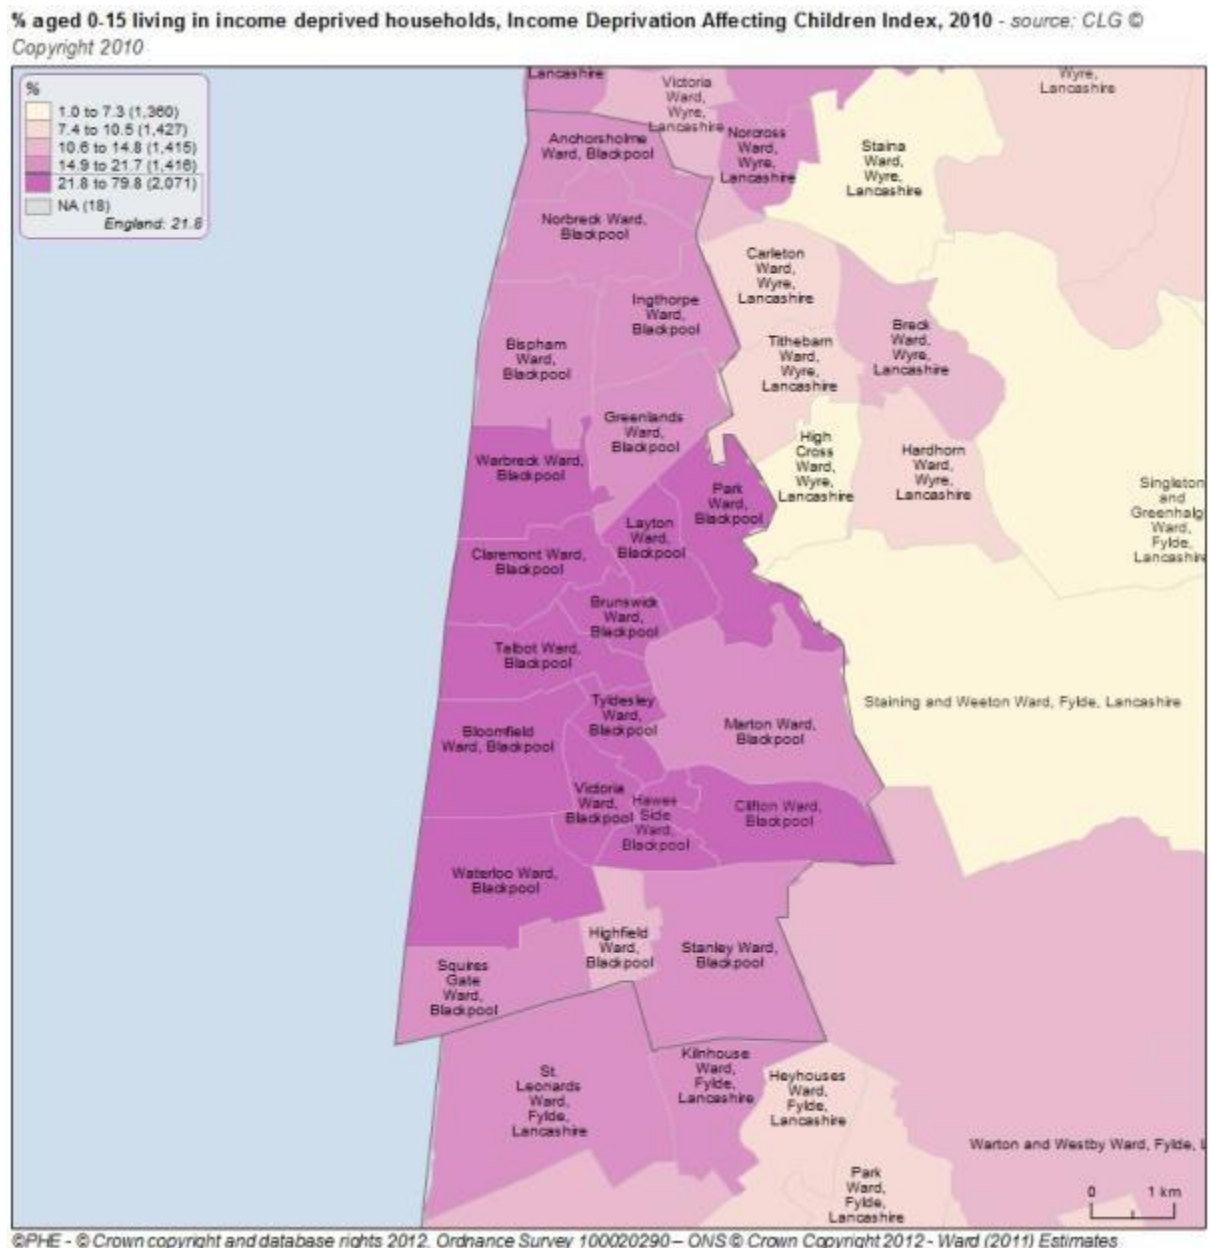 % aged 0-15 living in income deprived households, Income Deprivation Affecting Children Index, 2010 - source: CLG ©
Copyright 2010
%
1.0 to 7.3 (1,360)
7.4 to 10.5 (1,427)
10.6 to 14.8 (1,415)
14.9 to 21.7 (1,416)
21.8 to 79.8 (2,071)
NA (18)
England: 21.8
Lancashire
Victoria
Ward,
Wyre,
Lancashire
Wyre,
Lancashire
Anchorsholme
Ward, Blackpool
Norcross
Ward,
Wyre,
Lancashire
Staina
Ward,
Wyre,
Lancashire
Norbreck Ward,
Blackpool
Carleton
Ward,
Wyre,
Lancashire
Ingthorpe
Ward,
Blackpool
Bispham
Ward,
Blackpool
Tithebarn
Ward,
Wyre,
Lancashire
Breck
Ward,
Wyre,
Lancashire
Greenlands
Ward,
Blackpool
High
Cross
Ward,
Wyre,
Lancashire
Hardhorn
Ward,
Wyre,
Lancashire
Warbreck Ward,
Blackpool
Park
Ward,
Blackpool
Singleton
and
Greenhalg
Ward,
Fylde,
Lancashire
Layton
Ward,
Blackpool
Claremont Ward,
Blackpool
Brunswick
Ward,
Blackpool
Talbot Ward,
Blackpool
Tyldesley
Ward,
Blackpool
Staining and Weeton Ward, Fylde, Lancashire
Marton Ward,
Blackpool
Bloomfield
Ward, Blackpool
Victoria
Ward,
Blackpool
Hawes
Side
Ward,
Blackpool
Clifton Ward,
Blackpool
Waterloo Ward,
Blackpool
Highfield
Ward,
Blackpool
Stanley Ward,
Blackpool
Squires
Gate
Ward,
Blackpool
St.
Leonards
Ward,
Fylde,
Lancashire
Kilnhouse
Ward,
Fylde,
Lancashire
Heyhouses
Ward,
Fylde,
Lancashire
Warton and Westby Ward, Fylde, L
Park
Ward,
Fylde,
Lancashire
0 1 km
©PHE - © Crown copyright and database rights 2012, Ordnance Survey 100020290 – ONS © Crown Copyright 2012 - Ward (2011) Estimates